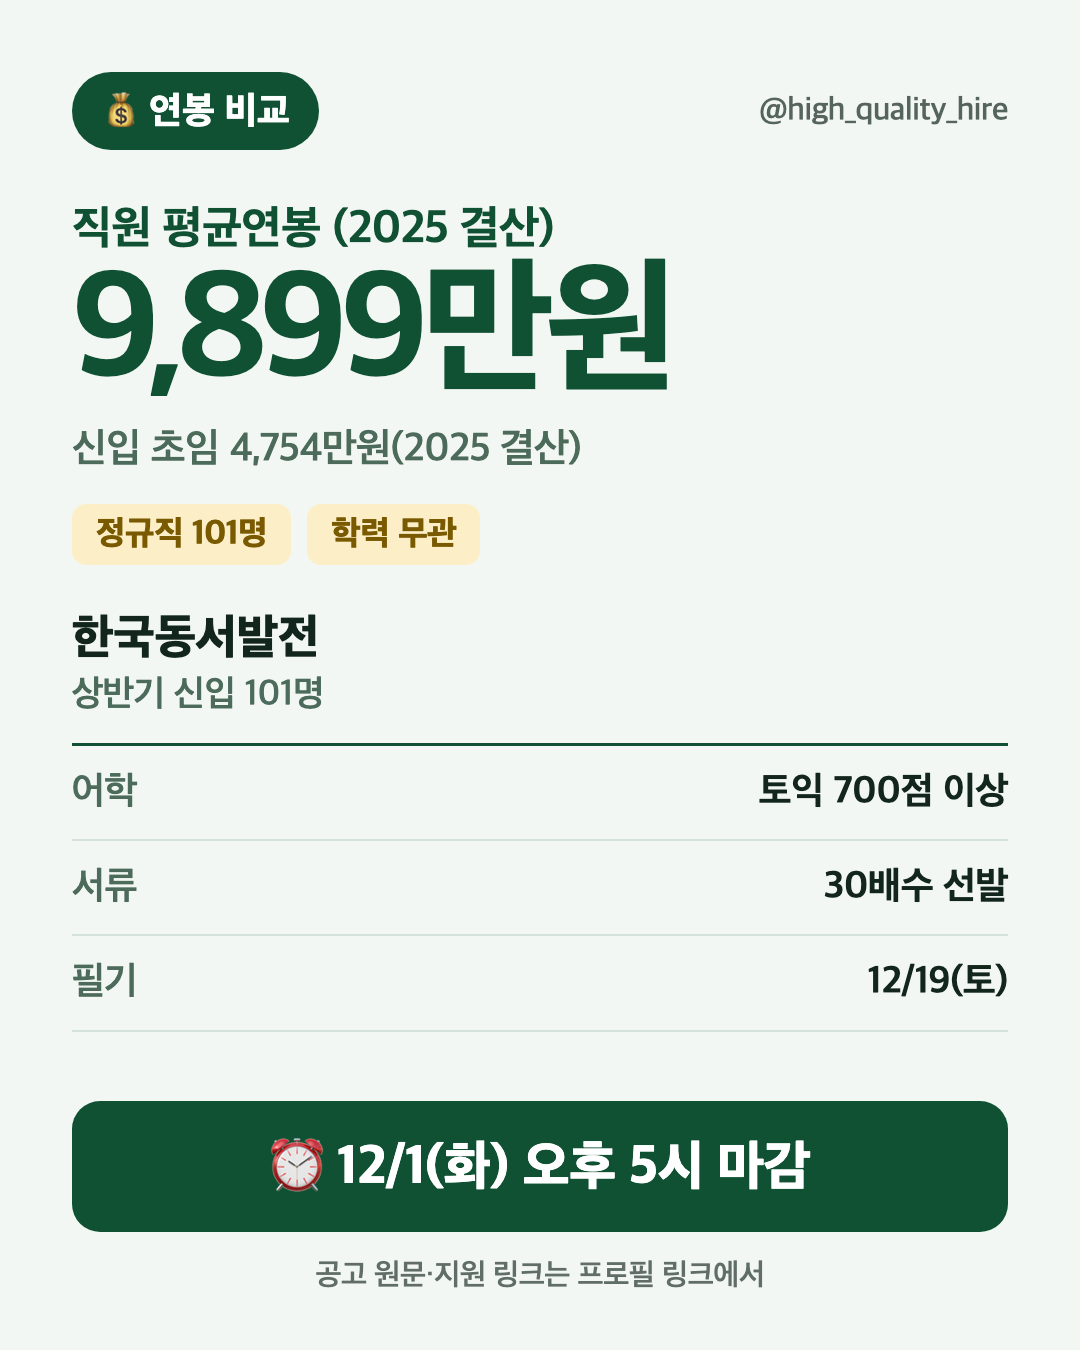 💰 연봉 비교
@high_quality_hire
직원 평균연봉 (2025 결산)
9,899만원
신입 초임 4,754만원(2025 결산)
정규직 101명
학력 무관
한국동서발전
상반기 신입 101명
어학 토익 700점 이상
서류 30배수 선발
필기 12/19(토)
⏰ 12/1(화) 오후 5시 마감
공고 원문·지원 링크는 프로필 링크에서